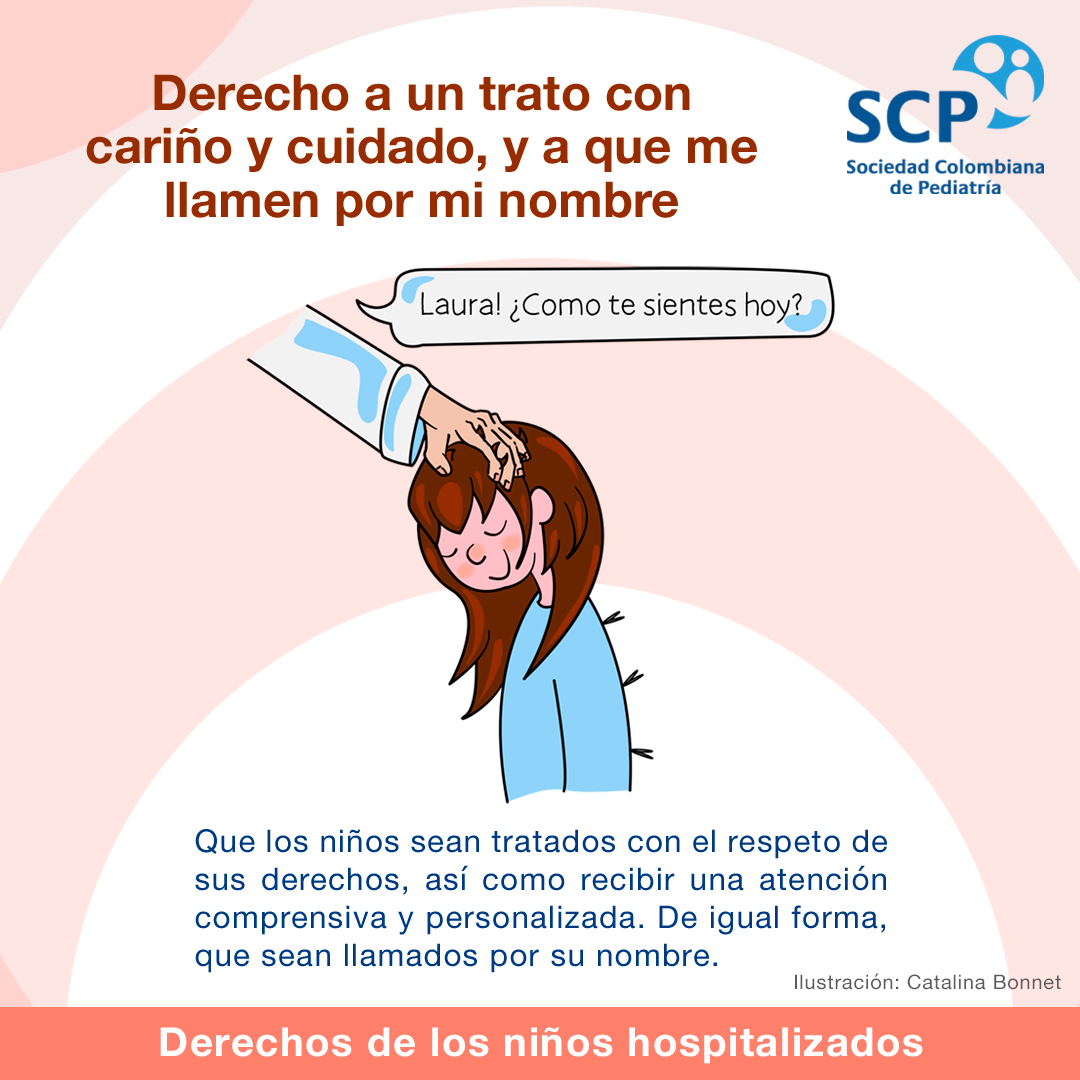 Derecho a un trato con
cariño y cuidado, y a que me
llamen por mi nombre
SCP
Sociedad Colombiana
de Pediatría
Laura! ¿Como te sientes hoy?
Que los niños sean tratados con el respeto de
sus derechos, así como recibir una atención
comprensiva y personalizada. De igual forma,
que sean llamados por su nombre.
Ilustración: Catalina Bonnet
Derechos de los niños hospitalizados